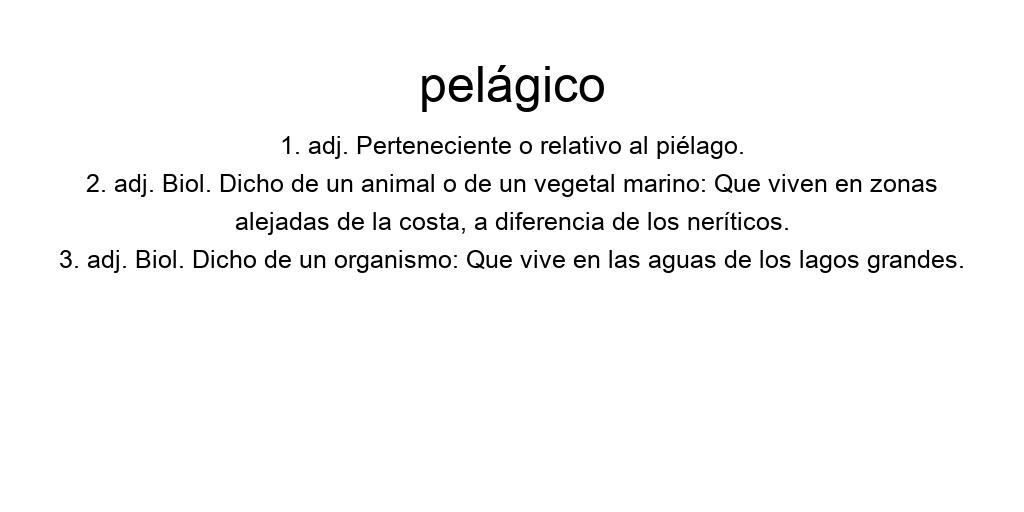 pelágico
1. adj. Perteneciente o relativo al piélago.
2. adj. Biol. Dicho de un animal o de un vegetal marino: Que viven en zonas
alejadas de la costa, a diferencia de los neríticos.
3. adj. Biol. Dicho de un organismo: Que vive en las aguas de los lagos grandes.